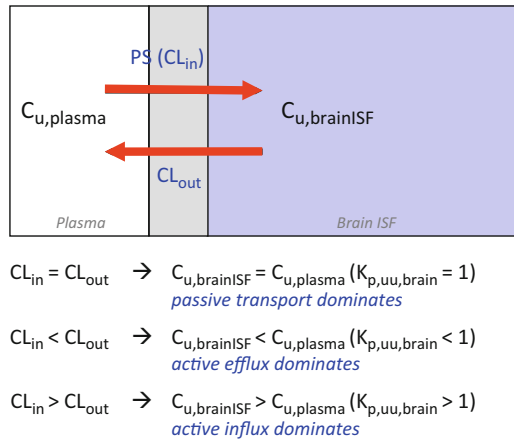 PS (CLin)
Cu,plasma
Cu,brainISF
CLout
Plasma
Brain ISF
CLin = CLout → Cu,brainISF = Cu,plasma (Kp,uu,brain = 1)
passive transport dominates
CLin < CLout → Cu,brainISF < Cu,plasma (Kp,uu,brain < 1)
active efflux dominates
CLin > CLout → Cu,brainISF > Cu,plasma (Kp,uu,brain > 1)
active influx dominates